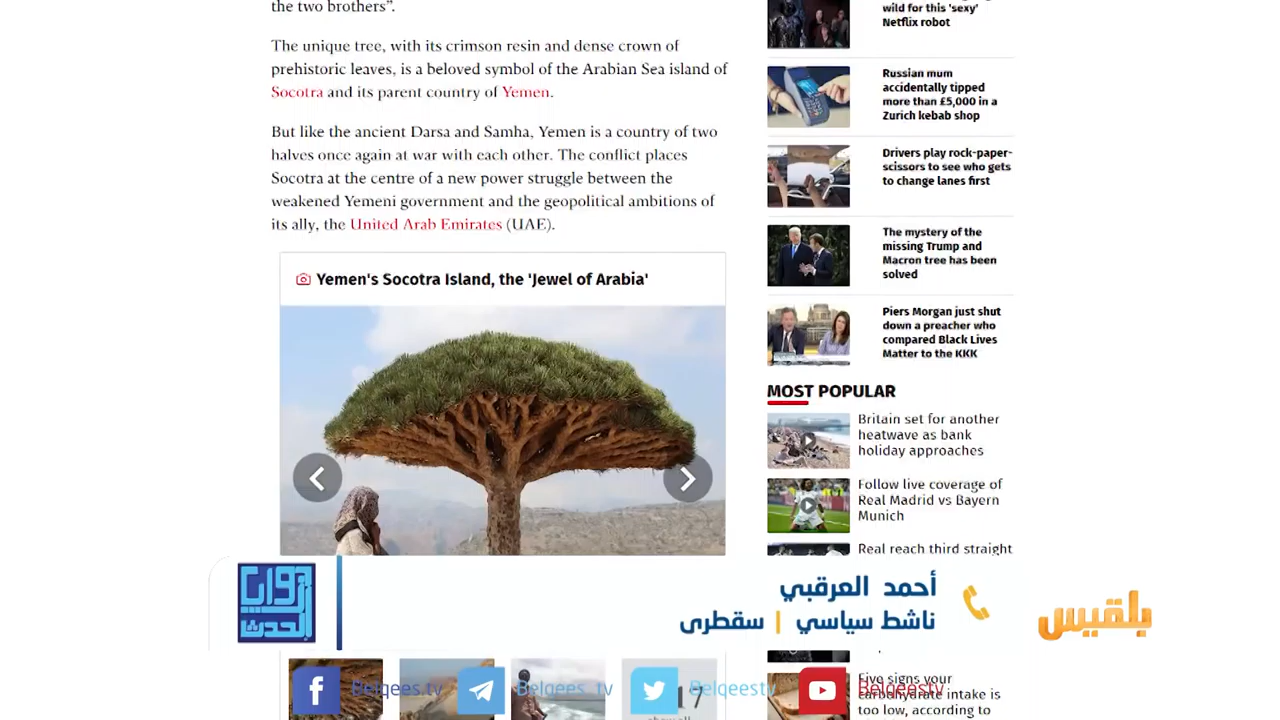 the two brothers”.
The unique tree, with its crimson resin and dense crown of
prehistoric leaves, is a beloved symbol of the Arabian Sea island of
Socotra and its parent country of Yemen.
But like the ancient Darsa and Samha, Yemen is a country of two
halves once again at war with each other. The conflict places
Socotra at the centre of a new power struggle between the
weakened Yemeni government and the geopolitical ambitions of
its ally, the United Arab Emirates (UAE).
Yemen's Socotra Island, the 'Jewel of Arabia'
wild for this 'sexy'
Netflix robot
Russian mum
accidentally tipped
more than £5,000 in a
Zurich kebab shop
Drivers play rock-paper-
scissors to see who gets
to change lanes first
The mystery of the
missing Trump and
Macron tree has been
solved
Piers Morgan just shut
down a preacher who
compared Black Lives
Matter to the KKK
MOST POPULAR
Britain set for another
heatwave as bank
holiday approaches
Follow live coverage of
Real Madrid vs Bayern
Munich
Real reach third straight
Five signs your
carbohydrate intake is
too low, according to
أحمد العرقبي
ناشط سياسي | سقطرى
بلقيس
زوايا
الحدث
Belqees.tv
Belqees_tv
Belqeestv
Belqeestv
17